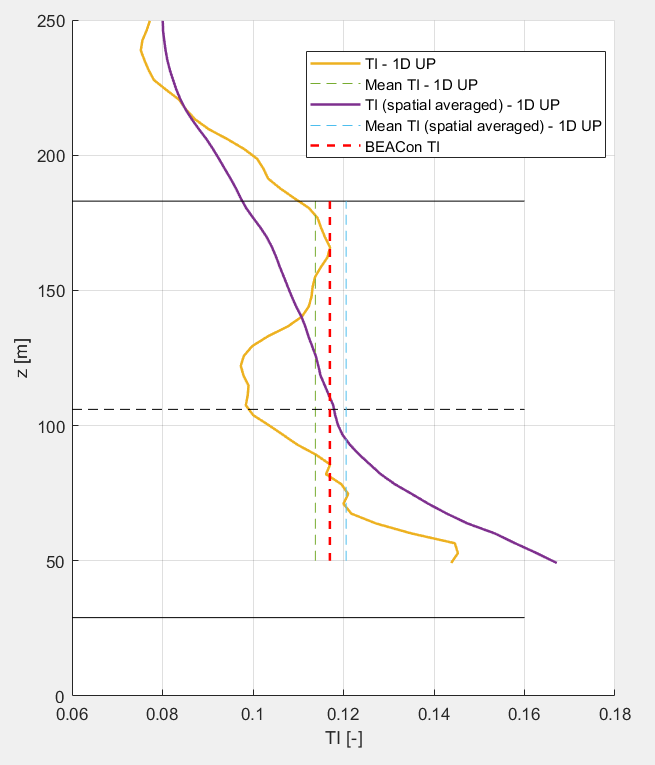 250
200
150
100
50
0
z [m]
TI - 1D UP
Mean TI - 1D UP
TI (spatial averaged) - 1D UP
Mean TI (spatial averaged) - 1D UP
BEACon TI
0.06 0.08 0.1 0.12 0.14 0.16 0.18
TI [-]